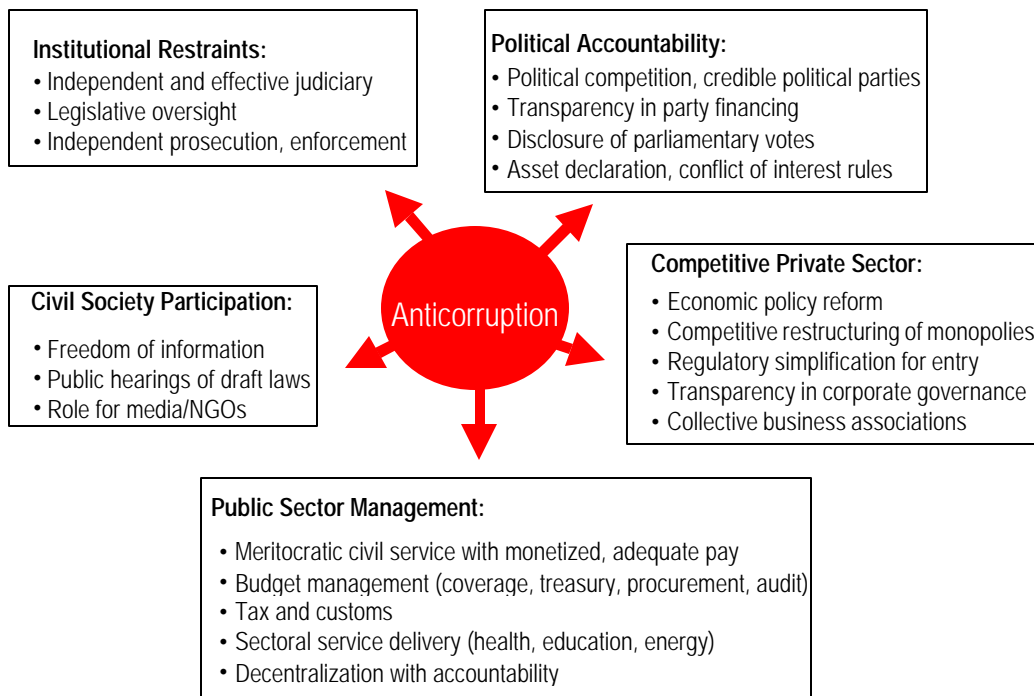 Institutional Restraints:
• Independent and effective judiciary
• Legislative oversight
• Independent prosecution, enforcement
Political Accountability:
• Political competition, credible political parties
• Transparency in party financing
• Disclosure of parliamentary votes
• Asset declaration, conflict of interest rules
Anticorruption
Civil Society Participation:
• Freedom of information
• Public hearings of draft laws
• Role for media/NGOs
Competitive Private Sector:
• Economic policy reform
• Competitive restructuring of monopolies
• Regulatory simplification for entry
• Transparency in corporate governance
• Collective business associations
Public Sector Management:
• Meritocratic civil service with monetized, adequate pay
• Budget management (coverage, treasury, procurement, audit)
• Tax and customs
• Sectoral service delivery (health, education, energy)
• Decentralization with accountability